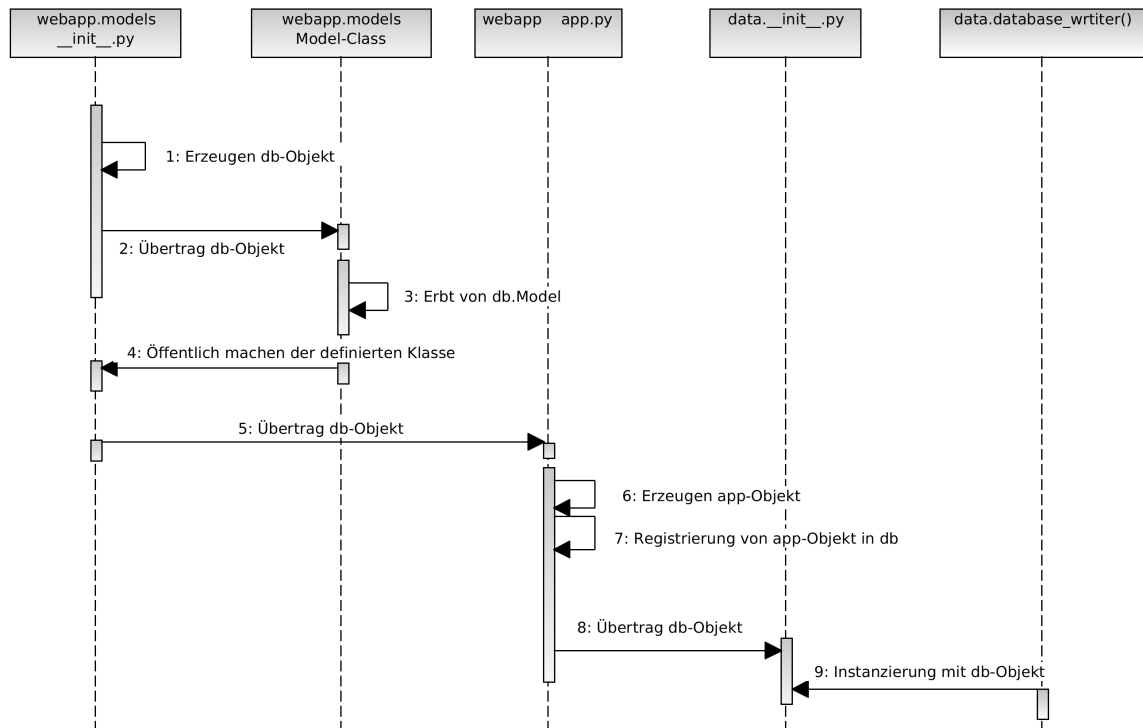 webapp.models
__init__.py
webapp.models
Model-Class
webapp app.py
data.__init__.py
data.database_wrtiter()
1: Erzeugen db-Objekt
2: Übertrag db-Objekt
3: Erbt von db.Model
4: Öffentlich machen der definierten Klasse
5: Übertrag db-Objekt
6: Erzeugen app-Objekt
7: Registrierung von app-Objekt in db
8: Übertrag db-Objekt
9: Instanzierung mit db-Objekt